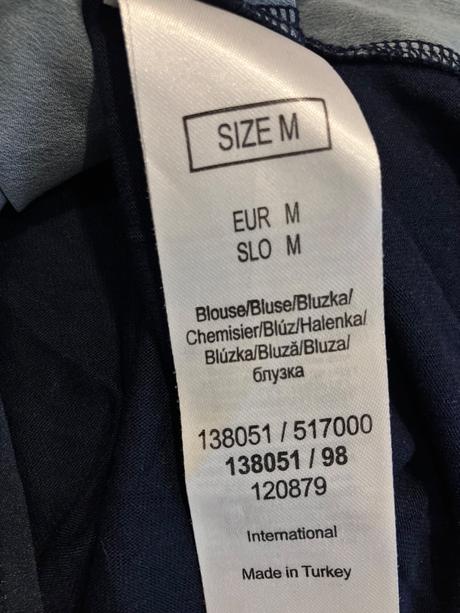 SIZE M
EUR M
SLO M
Blouse/Bluse/Bluzka/
Chemisier/Blúz/Halenka/
Blúzka/Bluză/Bluza/
блузка
138051 / 517000
138051 / 98
120879
International
Made in Turkey